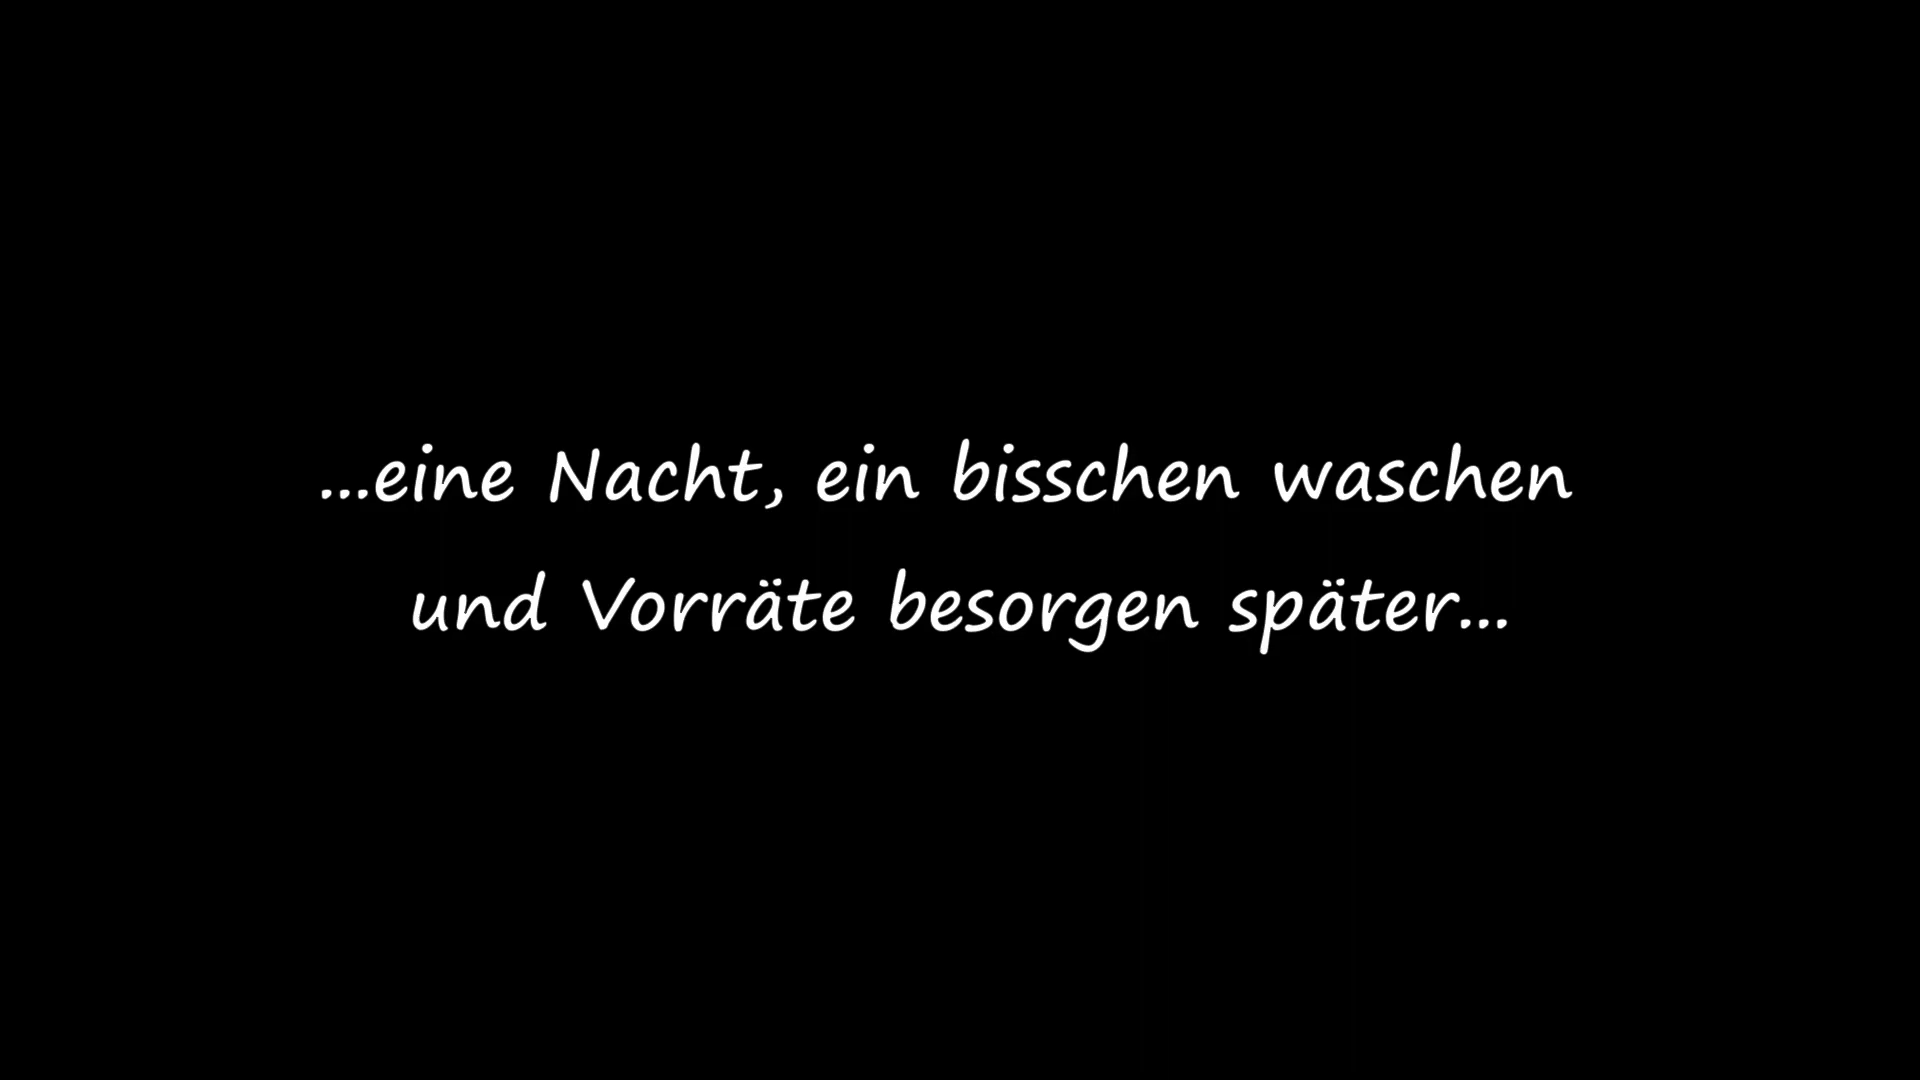 ...eine Nacht, ein bisschen waschen
und Vorräte besorgen später...